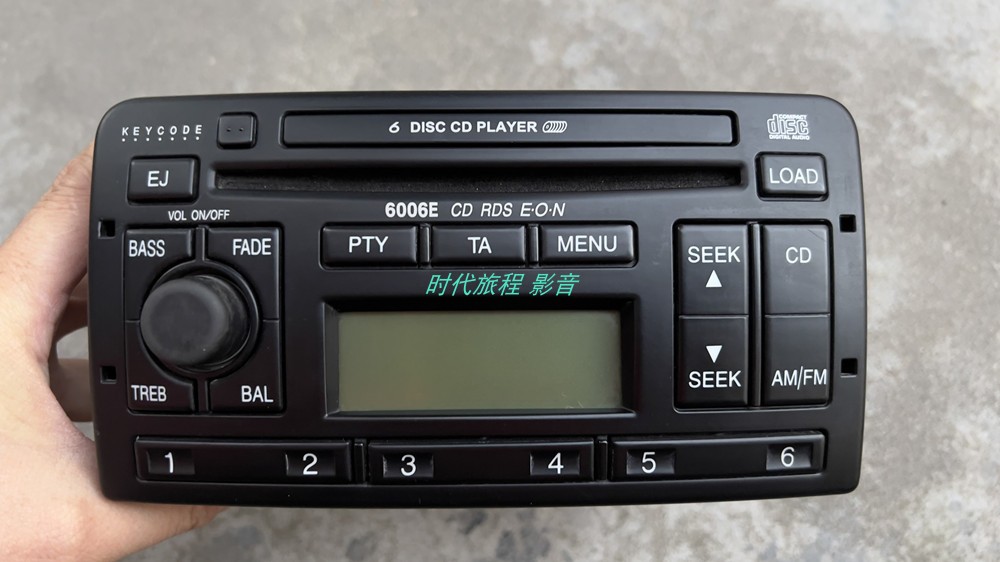 KEYCODE
6 DISC CD PLAYER
COMPACT
disc
DIGITAL AUDIO
EJ
LOAD
VOL ON/OFF
6006E CD RDS E·O·N
BASS FADE
PTY TA MENU
SEEK CD
时代旅程 影音
TREB BAL
SEEK AM/FM
1 2 3 4 5 6